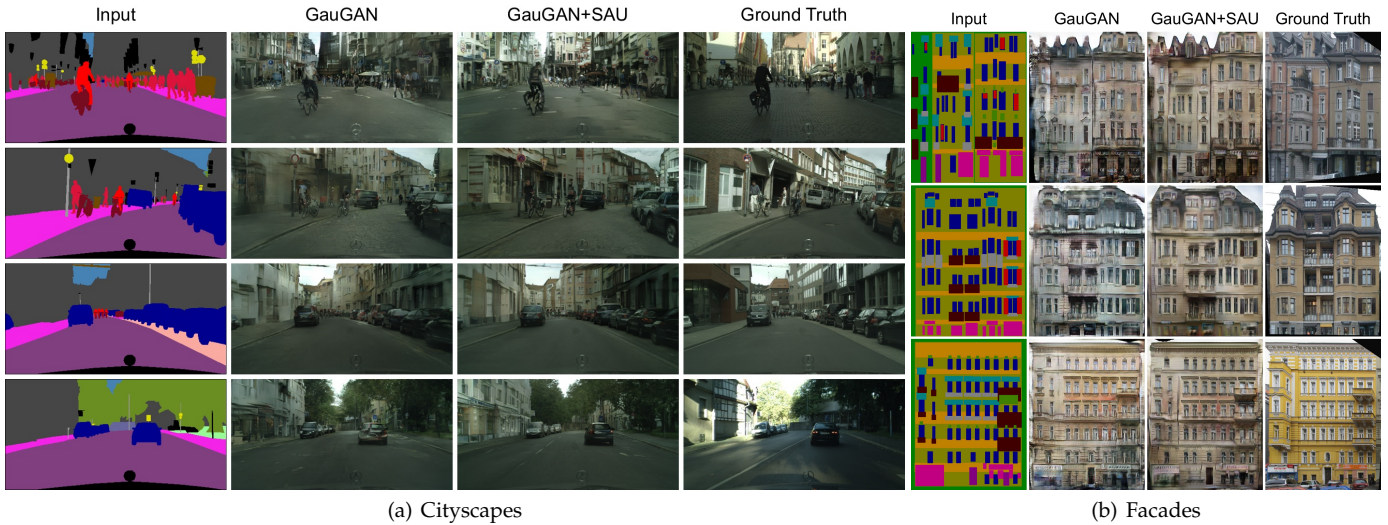 Input GauGAN GauGAN+SAU Ground Truth
Input GauGAN GauGAN+SAU Ground Truth
(a) Cityscapes
(b) Facades